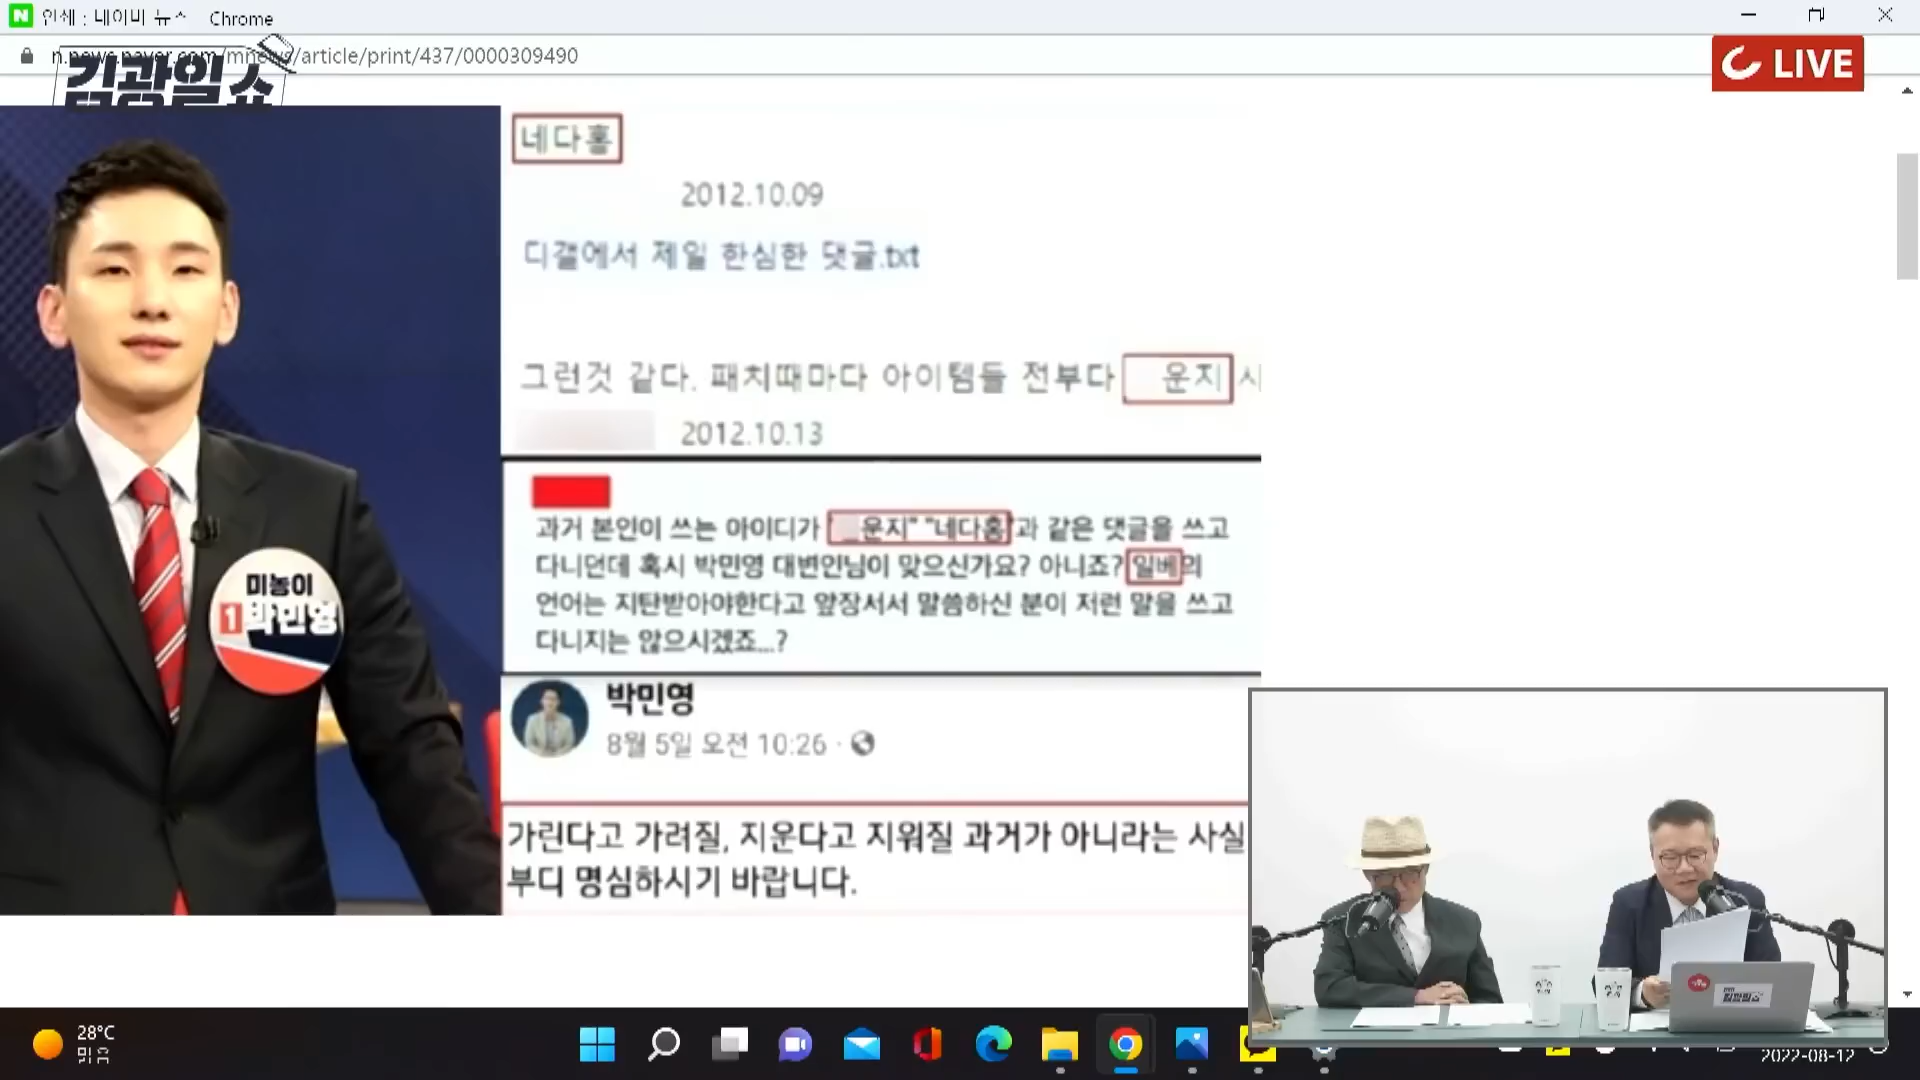 인쇄 : 네이버 뉴스 Chrome
n.news.naver.com/mnews/article/print/437/0000309490
김광일쇼
LIVE
네다홍
2012.10.09
디갤에서 제일 한심한 댓글.txt
그런것 같다. 패치때마다 아이템들 전부다 운지
2012.10.13
과거 본인이 쓰는 아이디가 "운지" "네다홍"과 같은 댓글을 쓰고
다니던데 혹시 박민영 대변인님이 맞으신가요? 아니죠? 일베의
언어는 지탄받아야한다고 앞장서서 말씀하신 분이 저런 말을 쓰고
다니지는 않으시겠죠...?
미농이
1 박민영
박민영
8월 5일 오전 10:26
가린다고 가려질, 지운다고 지워질 과거가 아니라는 사실
부디 명심하시기 바랍니다.
28°C
맑음
2022-08-12